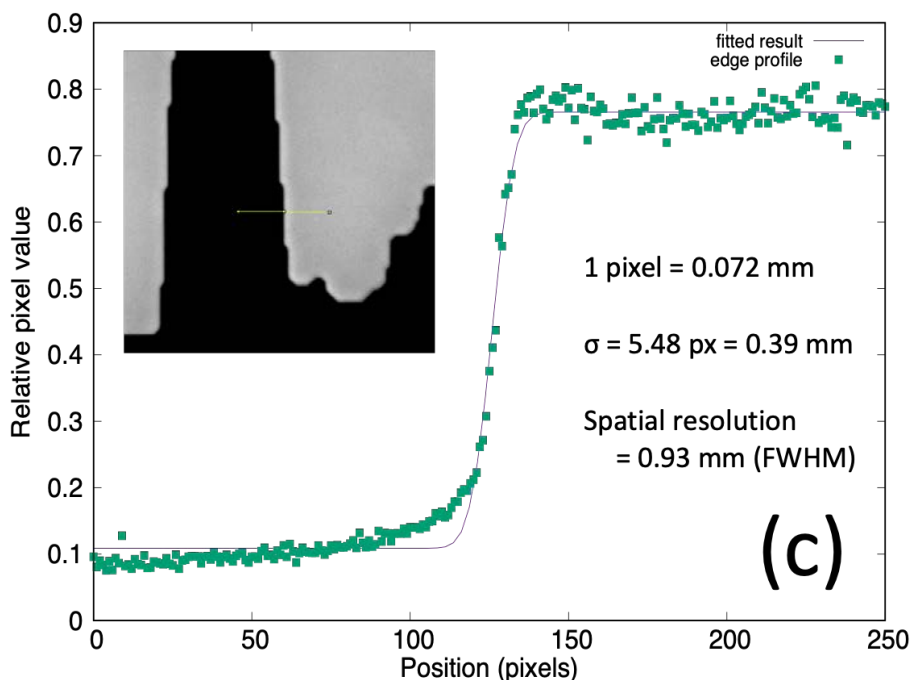 0.9
0.8
0.7
0.6
0.5
0.4
0.3
0.2
0.1
0
Relative pixel value
fitted result
edge profile
1 pixel = 0.072 mm
σ = 5.48 px = 0.39 mm
Spatial resolution
= 0.93 mm (FWHM)
(c)
0 50 100 150 200 250
Position (pixels)